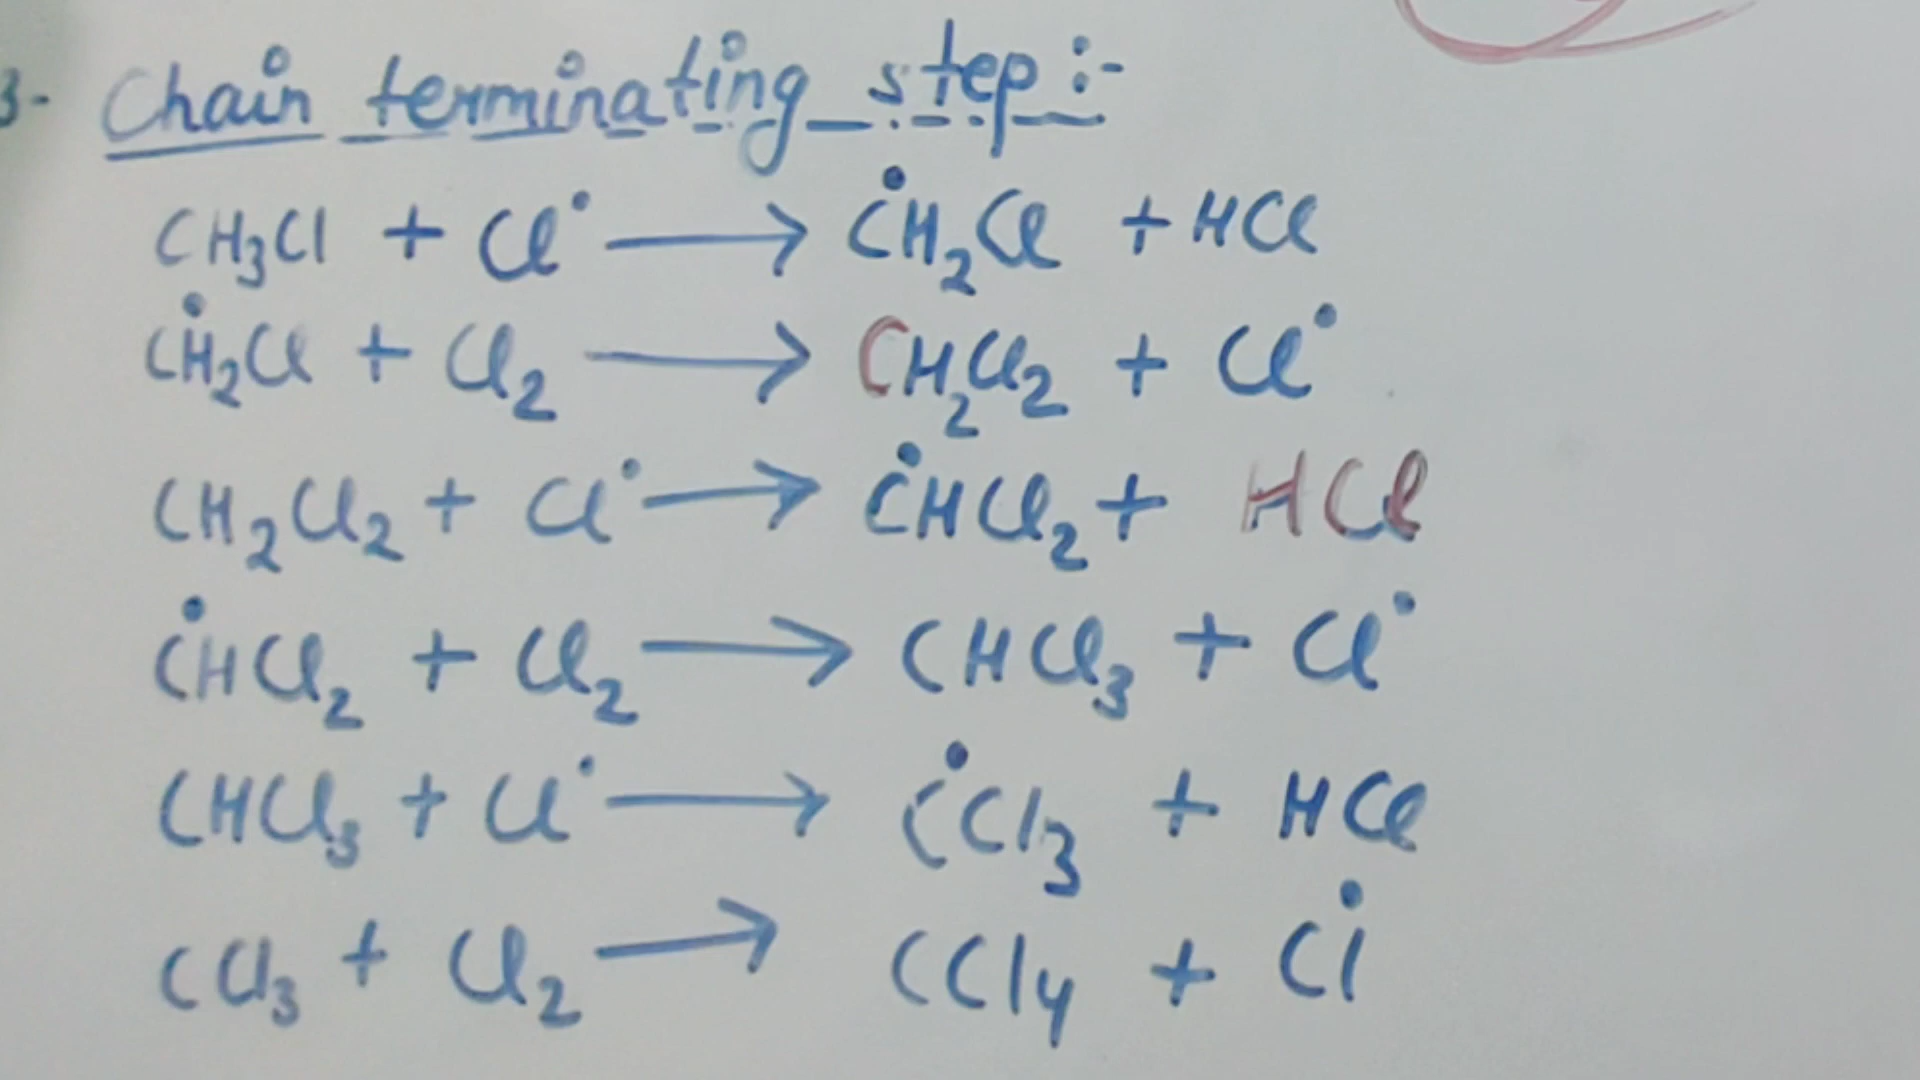 3- Chain terminating step :-
CH₃Cl + Cl˙ ⟶ ĊH₂Cl + HCl
ĊH₂Cl + Cl₂ ⟶ CH₂Cl₂ + Cl˙
CH₂Cl₂ + Cl˙ ⟶ ĊHCl₂ + HCl
ĊHCl₂ + Cl₂ ⟶ CHCl₃ + Cl˙
CHCl₃ + Cl˙ ⟶ ĊCl₃ + HCl
CCl₃ + Cl₂ ⟶ CCl₄ + Cl˙